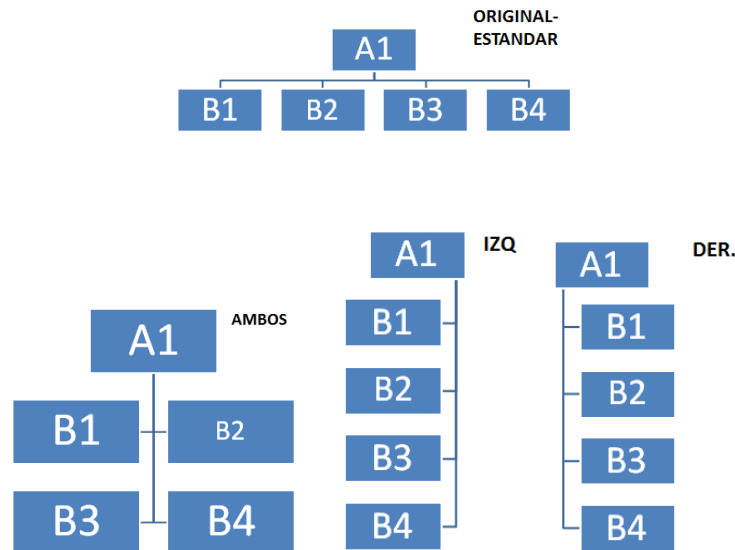 ORIGINAL-
ESTANDAR
A1
B1 B2 B3 B4
A1
IZQ
B1
B2
B3
B4
A1
DER.
B1
B2
B3
B4
A1
AMBOS
B1 B2
B3 B4